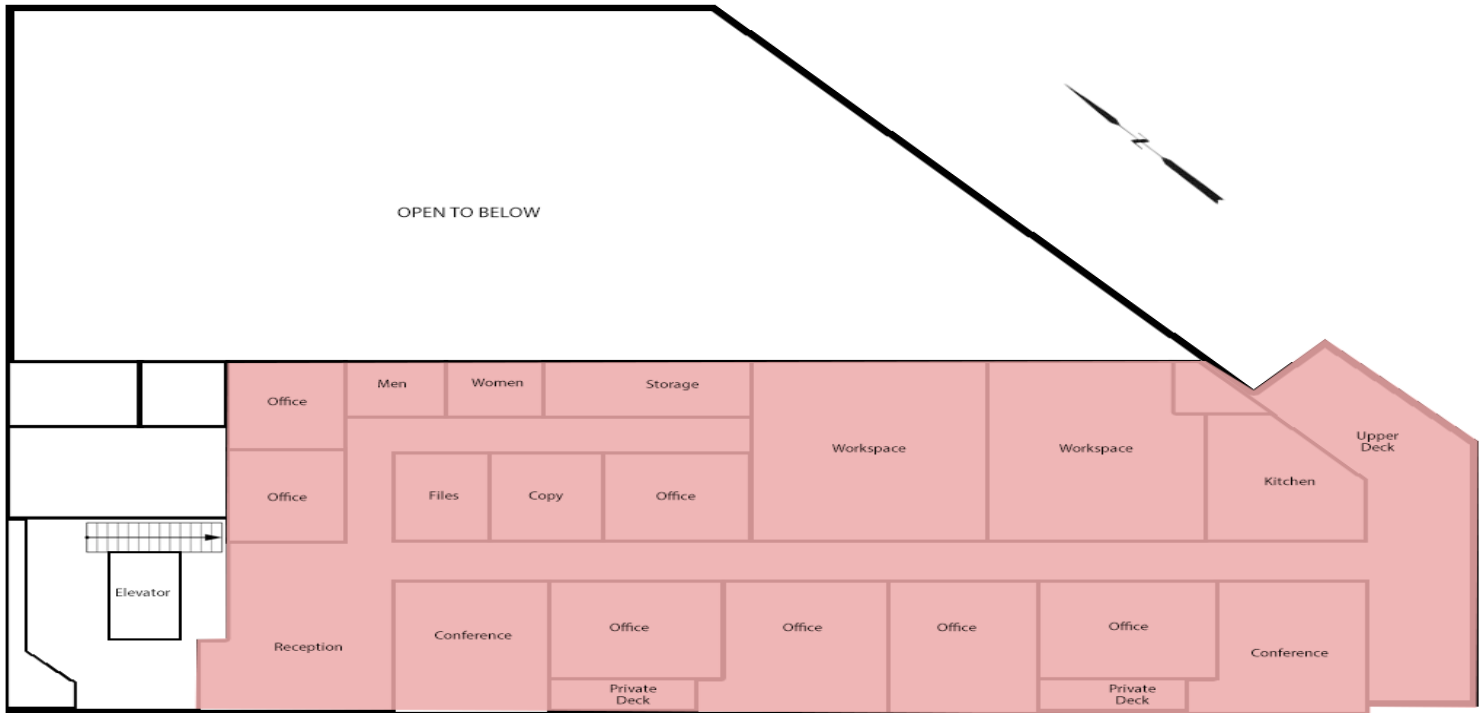 N
OPEN TO BELOW
Office
Men
Women
Storage
Workspace
Workspace
Upper
Deck
Kitchen
Office
Files
Copy
Office
Elevator
Reception
Conference
Office
Office
Office
Office
Conference
Private
Deck
Private
Deck